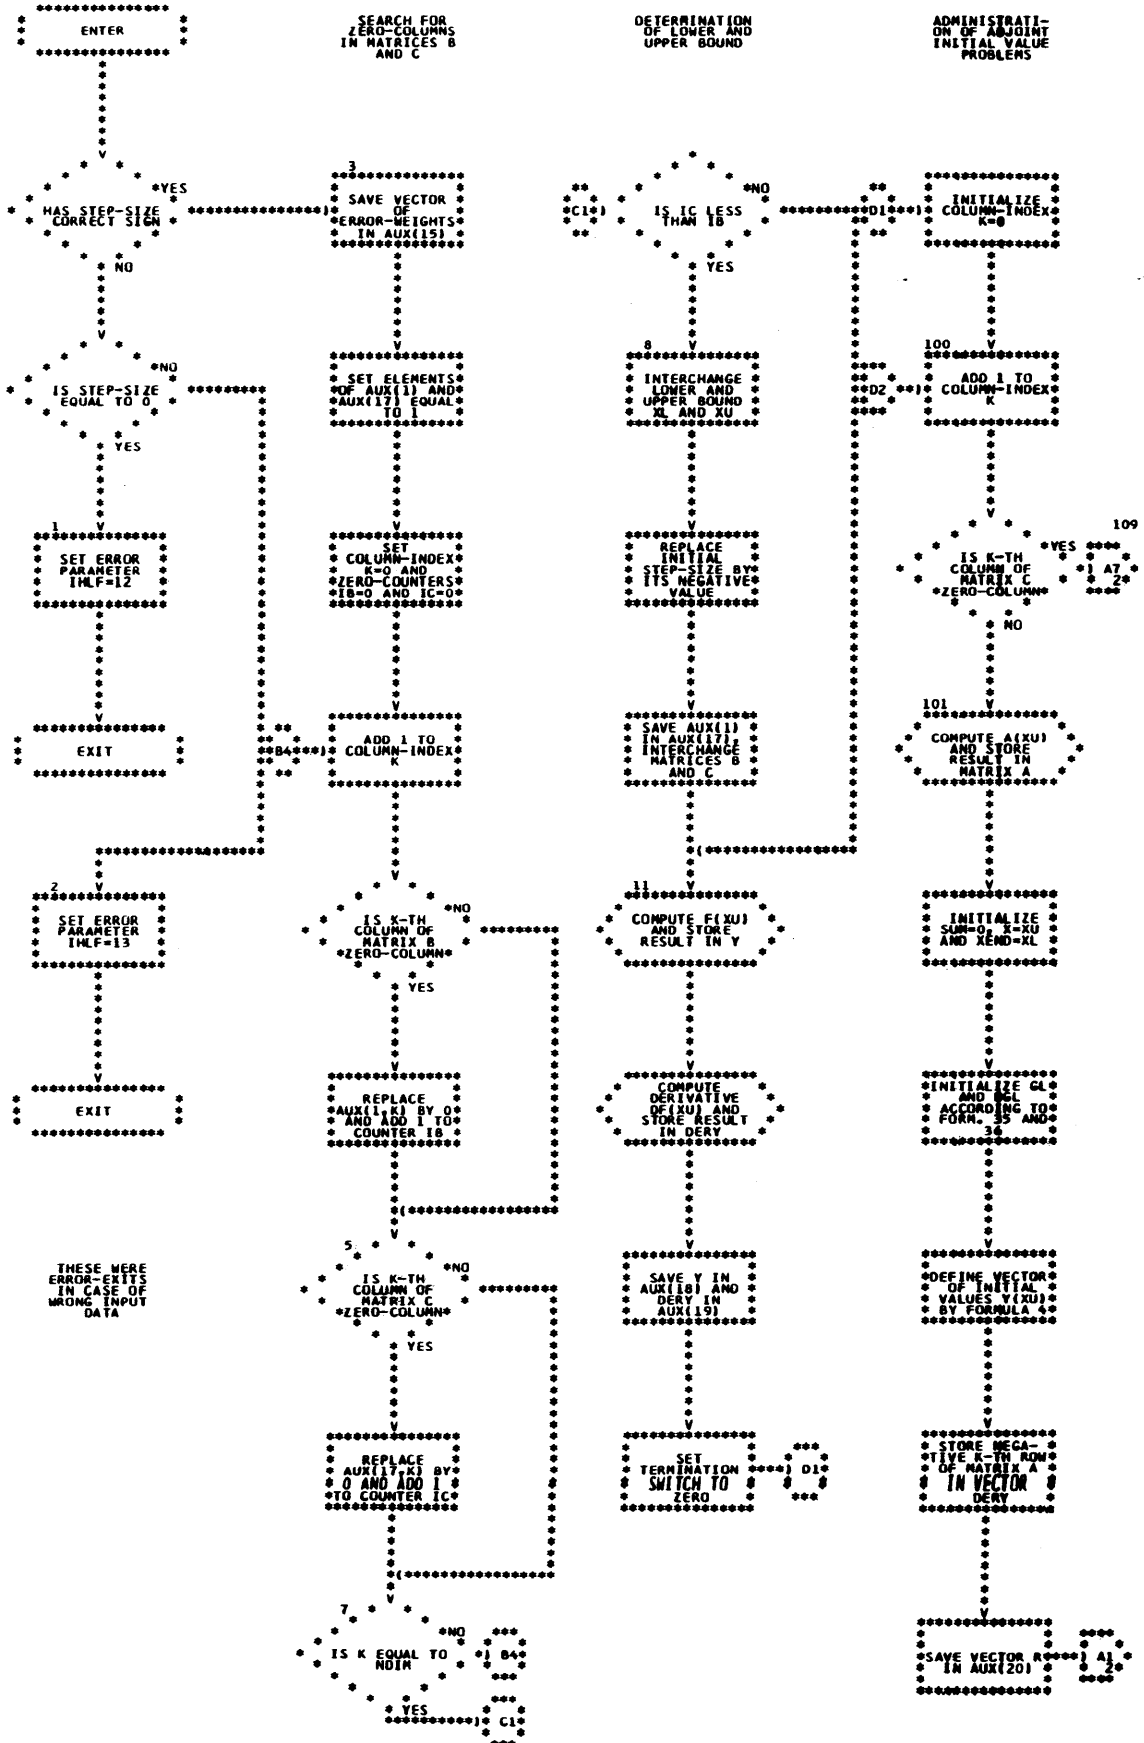 ENTER
HAS STEP-SIZE
CORRECT SIGN
YES
NO
IS STEP-SIZE
EQUAL TO 0
NO
YES
1
SET ERROR
PARAMETER
IHLF=12
EXIT
2
SET ERROR
PARAMETER
IHLF=13
EXIT
THESE WERE
ERROR-EXITS
IN CASE OF
WRONG INPUT
DATA
SEARCH FOR
ZERO-COLUMNS
IN MATRICES B
AND C
3
SAVE VECTOR
OF
ERROR-WEIGHTS
IN AUX(15)
SET ELEMENTS
OF AUX(1) AND
AUX(17) EQUAL
TO 1
SET
COLUMN-INDEX
K=0 AND
ZERO-COUNTERS
IB=0 AND IC=0
B4
ADD 1 TO
COLUMN-INDEX
K
IS K-TH
COLUMN OF
MATRIX B
ZERO-COLUMN
NO
YES
REPLACE
AUX(1,K) BY 0
AND ADD 1 TO
COUNTER IB
5
IS K-TH
COLUMN OF
MATRIX C
ZERO-COLUMN
NO
YES
REPLACE
AUX(17,K) BY
0 AND ADD 1
TO COUNTER IC
7
IS K EQUAL TO
NDIM
NO
B4
YES
C1
DETERMINATION
OF LOWER AND
UPPER BOUND
C1
IS IC LESS
THAN IB
NO
YES
8
INTERCHANGE
LOWER AND
UPPER BOUND
XL AND XU
REPLACE
INITIAL
STEP-SIZE BY
ITS NEGATIVE
VALUE
SAVE AUX(1)
IN AUX(17),
INTERCHANGE
MATRICES B
AND C
11
COMPUTE F(XU)
AND STORE
RESULT IN Y
COMPUTE
DERIVATIVE
DF(XU) AND
STORE RESULT
IN DERY
SAVE Y IN
AUX(18) AND
DERY IN
AUX(19)
SET
TERMINATION
SWITCH TO
ZERO
D1
ADMINISTRATI-
ON OF ADJOINT
INITIAL VALUE
PROBLEMS
D1
INITIALIZE
COLUMN-INDEX
K=0
100
D2
ADD 1 TO
COLUMN-INDEX
K
IS K-TH
COLUMN OF
MATRIX C
ZERO-COLUMN
YES
109
A7
2
NO
101
COMPUTE A(XU)
AND STORE
RESULT IN
MATRIX A
INITIALIZE
SUM=0, X=XU
AND XEND=XL
INITIALIZE GL
AND DGL
ACCORDING TO
FORM. 35 AND
36
DEFINE VECTOR
OF INITIAL
VALUES Y(XU)
BY FORMULA 4
STORE NEGA-
TIVE K-TH ROW
OF MATRIX A
IN VECTOR
DERY
SAVE VECTOR R
IN AUX(20)
A1
2